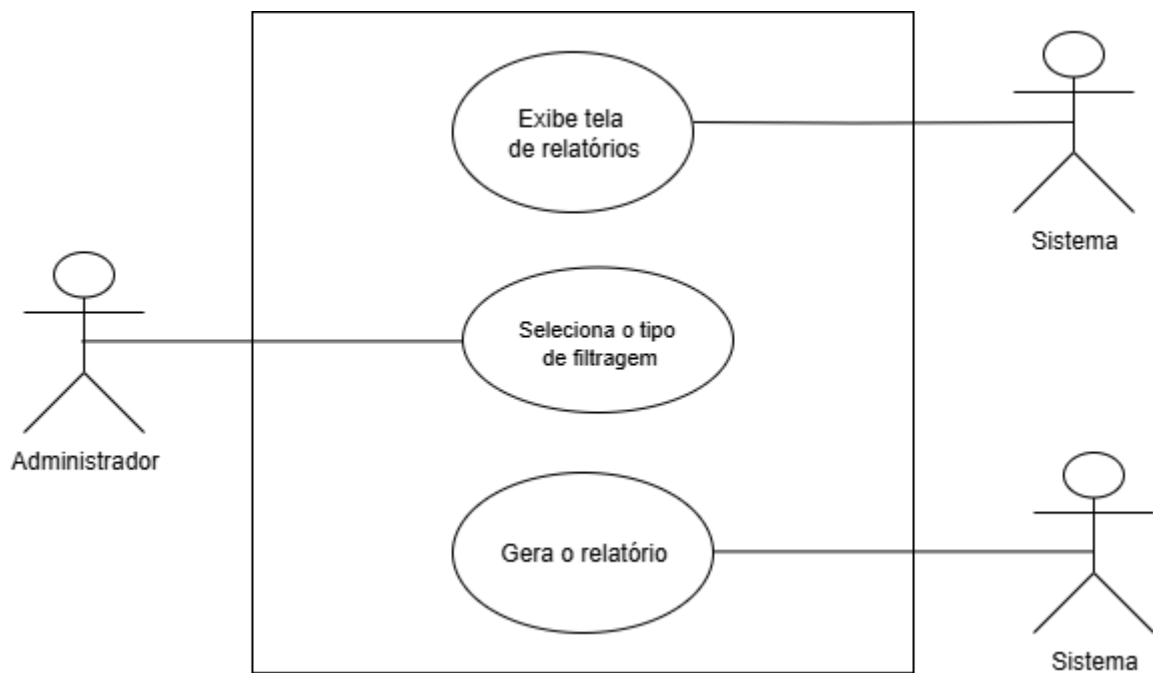 Exibe tela
de relatórios
Sistema
Seleciona o tipo
de filtragem
Administrador
Gera o relatório
Sistema